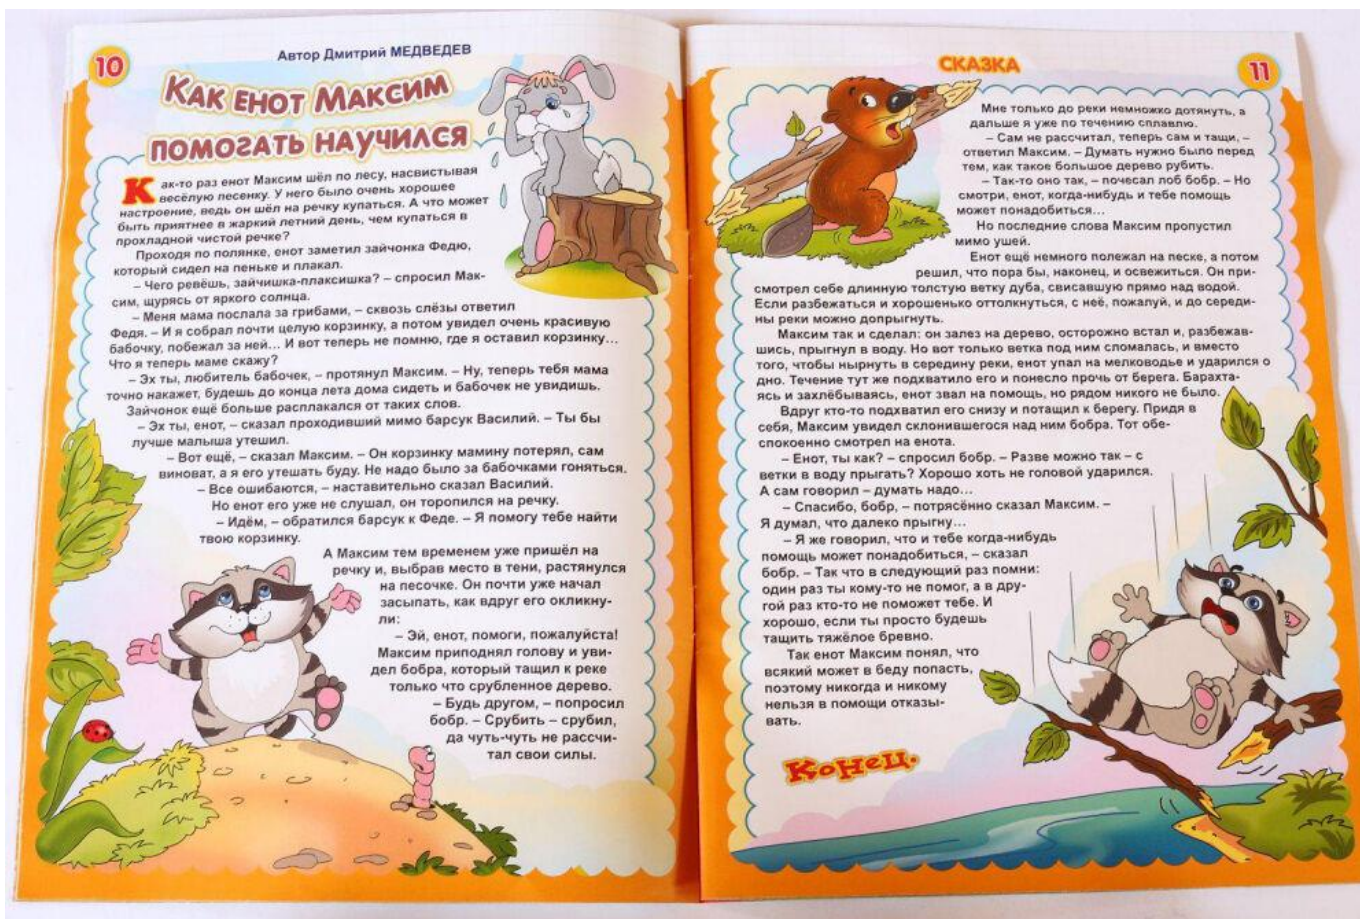 10
Автор Дмитрий МЕДВЕДЕВ
Как енот Максим
помогать научился
Как-то раз енот Максим шёл по лесу, насвистывая
весёлую песенку. У него было очень хорошее
настроение, ведь он шёл на речку купаться. А что может
быть приятнее в жаркий летний день, чем купаться в
прохладной чистой речке?
Проходя по полянке, енот заметил зайчонка Федю,
который сидел на пеньке и плакал.
– Чего ревёшь, зайчишка-плаксишка? – спросил Мак-
сим, щурясь от яркого солнца.
– Меня мама послала за грибами, – сквозь слёзы ответил
Федя. – И я собрал почти целую корзинку, а потом увидел очень красивую
бабочку, побежал за ней... И вот теперь не помню, где я оставил корзинку...
Что я теперь маме скажу?
– Эх ты, любитель бабочек, – протянул Максим. – Ну, теперь тебя мама
точно накажет, будешь до конца лета дома сидеть и бабочек не увидишь.
Зайчонок ещё больше расплакался от таких слов.
– Эх ты, енот, – сказал проходивший мимо барсук Василий. – Ты бы
лучше малыша утешил.
– Вот ещё, – сказал Максим. – Он корзинку мамину потерял, сам
виноват, а я его утешать буду. Не надо было за бабочками гоняться.
– Все ошибаются, – наставительно сказал Василий.
Но енот его уже не слушал, он торопился на речку.
– Идём, – обратился барсук к Феде. – Я помогу тебе найти
твою корзинку.
А Максим тем временем уже пришёл на
речку и, выбрав место в тени, растянулся
на песочке. Он почти уже начал
засыпать, как вдруг его окликну-
ли:
– Эй, енот, помоги, пожалуйста!
Максим приподнял голову и уви-
дел бобра, который тащил к реке
только что срубленное дерево.
– Будь другом, – попросил
бобр. – Срубить – срубил,
да чуть-чуть не рассчи-
тал свои силы.
СКАЗКА
11
Мне только до реки немножко дотянуть, а
дальше я уже по течению сплавлю.
– Сам не рассчитал, теперь сам и тащи, –
ответил Максим. – Думать нужно было перед
тем, как такое большое дерево рубить.
– Так-то оно так, – почесал лоб бобр. – Но
смотри, енот, когда-нибудь и тебе помощь
может понадобиться...
Но последние слова Максим пропустил
мимо ушей.
Енот ещё немного полежал на песке, а потом
решил, что пора бы, наконец, и освежиться. Он при-
смотрел себе длинную толстую ветку дуба, свисавшую прямо над водой.
Если разбежаться и хорошенько оттолкнуться, с неё, пожалуй, и до середи-
ны реки можно допрыгнуть.
Максим так и сделал: он залез на дерево, осторожно встал и, разбежав-
шись, прыгнул в воду. Но вот только ветка под ним сломалась, и вместо
того, чтобы нырнуть в середину реки, енот упал на мелководье и ударился о
дно. Течение тут же подхватило его и понесло прочь от берега. Барахта-
ясь и захлёбываясь, енот звал на помощь, но рядом никого не было.
Вдруг кто-то подхватил его снизу и потащил к берегу. Придя в
себя, Максим увидел склонившегося над ним бобра. Тот обе-
спокоенно смотрел на енота.
– Енот, ты как? – спросил бобр. – Разве можно так – с
ветки в воду прыгать? Хорошо хоть не головой ударился.
А сам говорил – думать надо...
– Спасибо, бобр, – потрясённо сказал Максим. –
Я думал, что далеко прыгну...
– Я же говорил, что и тебе когда-нибудь
помощь может понадобиться, – сказал
бобр. – Так что в следующий раз помни:
один раз ты кому-то не помог, а в дру-
гой раз кто-то не поможет тебе. И
хорошо, если ты просто будешь
тащить тяжёлое бревно.
Так енот Максим понял, что
всякий может в беду попасть,
поэтому никогда и никому
нельзя в помощи отказы-
вать.
Конец.